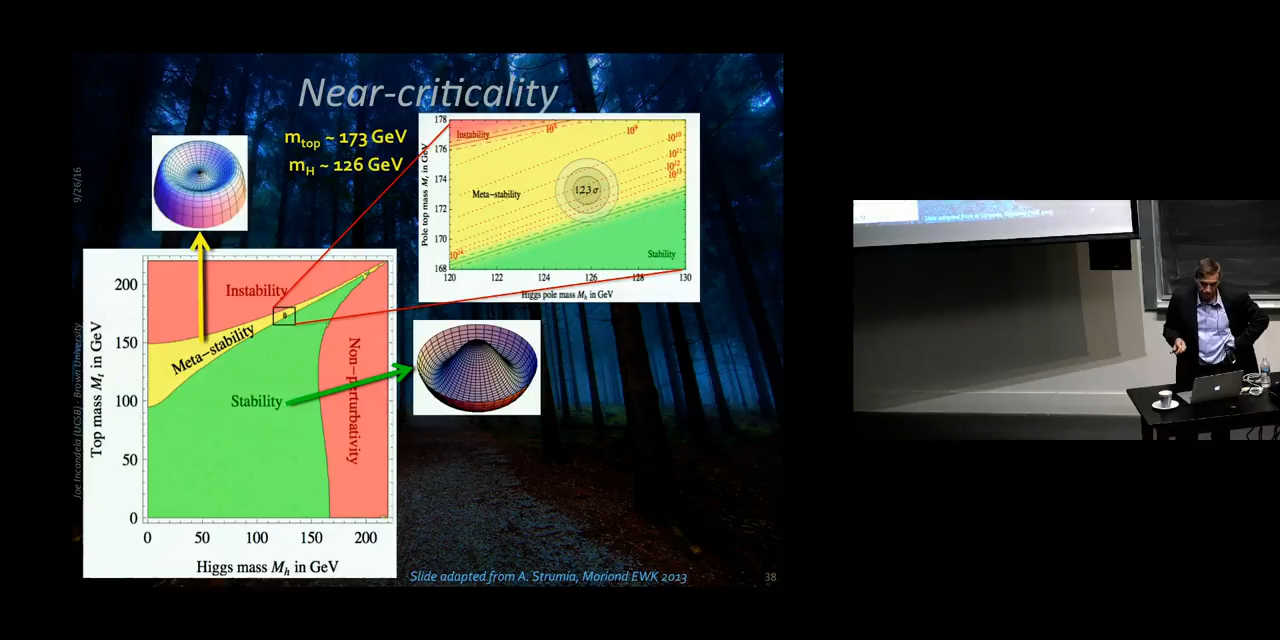 Near-criticality
m_top ~ 173 GeV
m_H ~ 126 GeV
9/26/16
Joe Incandela (UCSB) - Brown University
178
176
174
172
170
168
Pole top mass M_t in GeV
Instability
10^8
10^9
10^10
10^11
10^12
10^13
1,2,3 σ
Meta-stability
10^14
Stability
120
122
124
126
128
130
Higgs pole mass M_h in GeV
200
150
100
50
0
Top mass M_t in GeV
Instability
Meta-stability
Stability
Non-perturbativity
0
50
100
150
200
Higgs mass M_h in GeV
Slide adapted from A. Strumia, Moriond EWK 2013
38